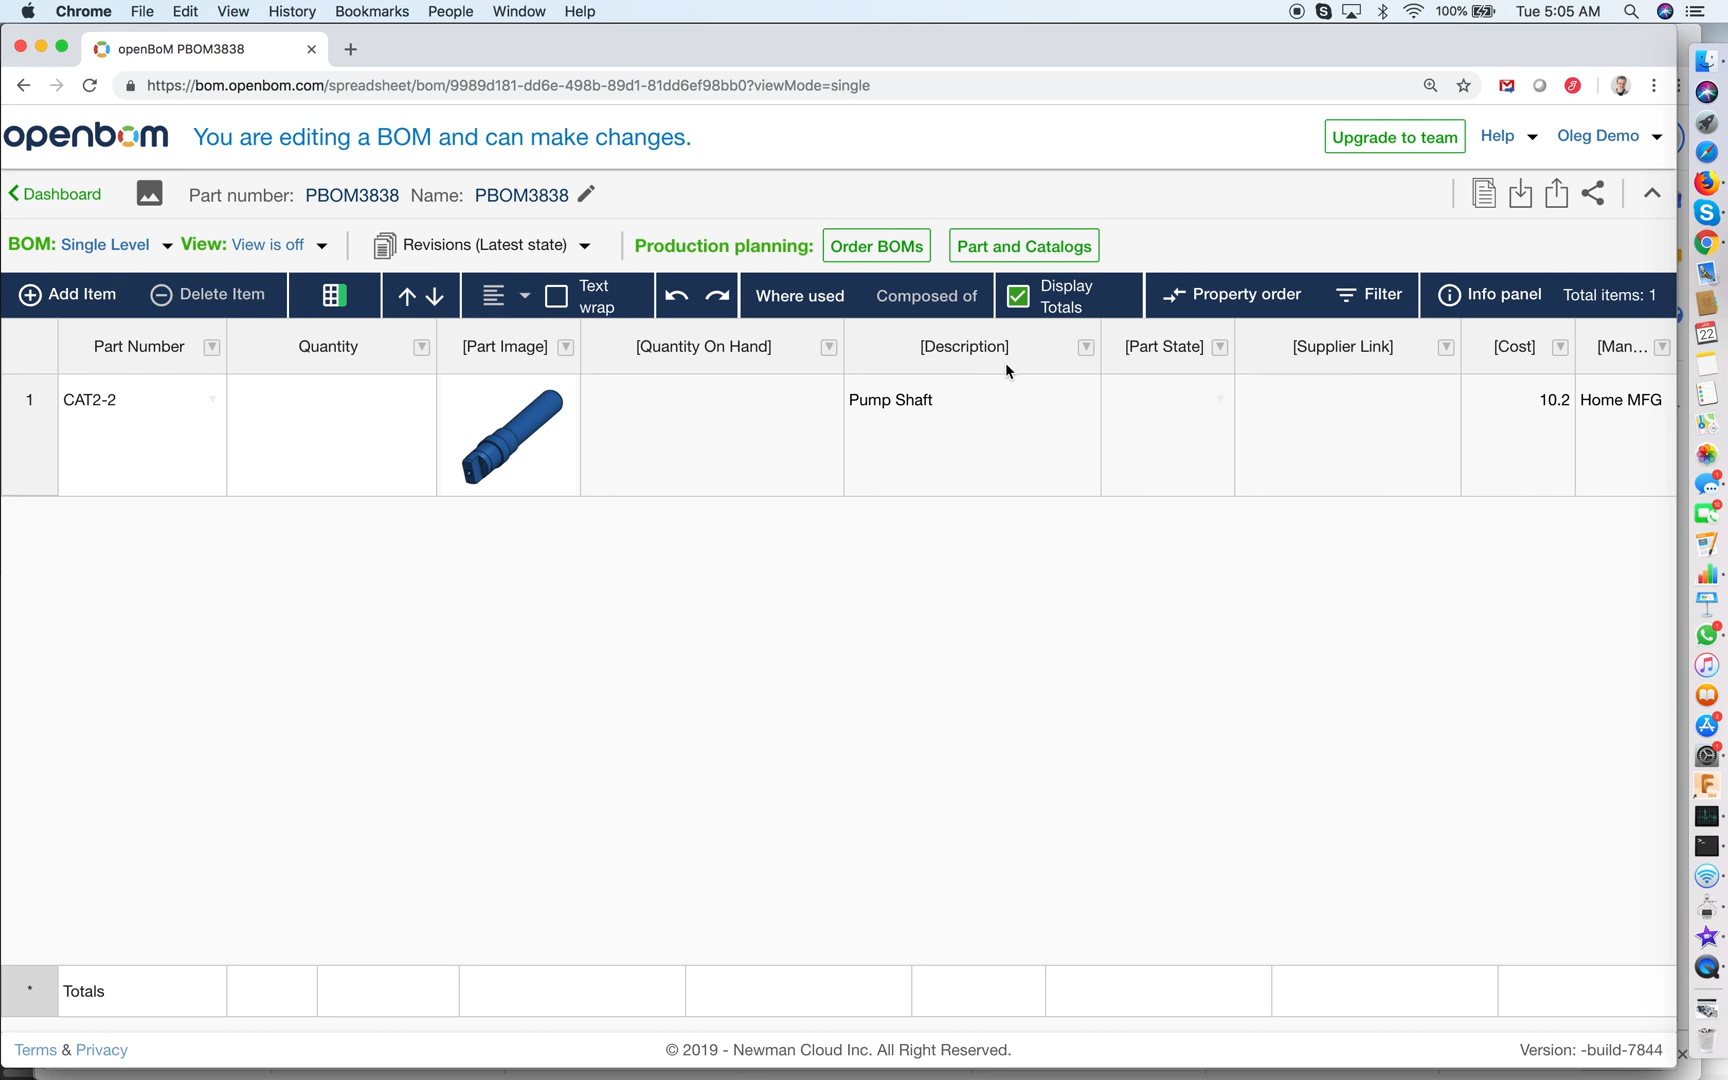 Chrome File Edit View History Bookmarks People Window Help 100% Tue 5:05 AM
openBoM PBOM3838
https://bom.openbom.com/spreadsheet/bom/9989d181-dd6e-498b-89d1-81dd6ef98bb0?viewMode=single
openbom You are editing a BOM and can make changes. Upgrade to team Help Oleg Demo
Dashboard Part number: PBOM3838 Name: PBOM3838
BOM: Single Level View: View is off Revisions (Latest state) Production planning: Order BOMs Part and Catalogs
Add Item Delete Item Text wrap Where used Composed of Display Totals Property order Filter Info panel Total items: 1
Part Number Quantity [Part Image] [Quantity On Hand] [Description] [Part State] [Supplier Link] [Cost] [Man...
1 CAT2-2 Pump Shaft 10.2 Home MFG
* Totals
Terms & Privacy © 2019 - Newman Cloud Inc. All Right Reserved. Version: -build-7844